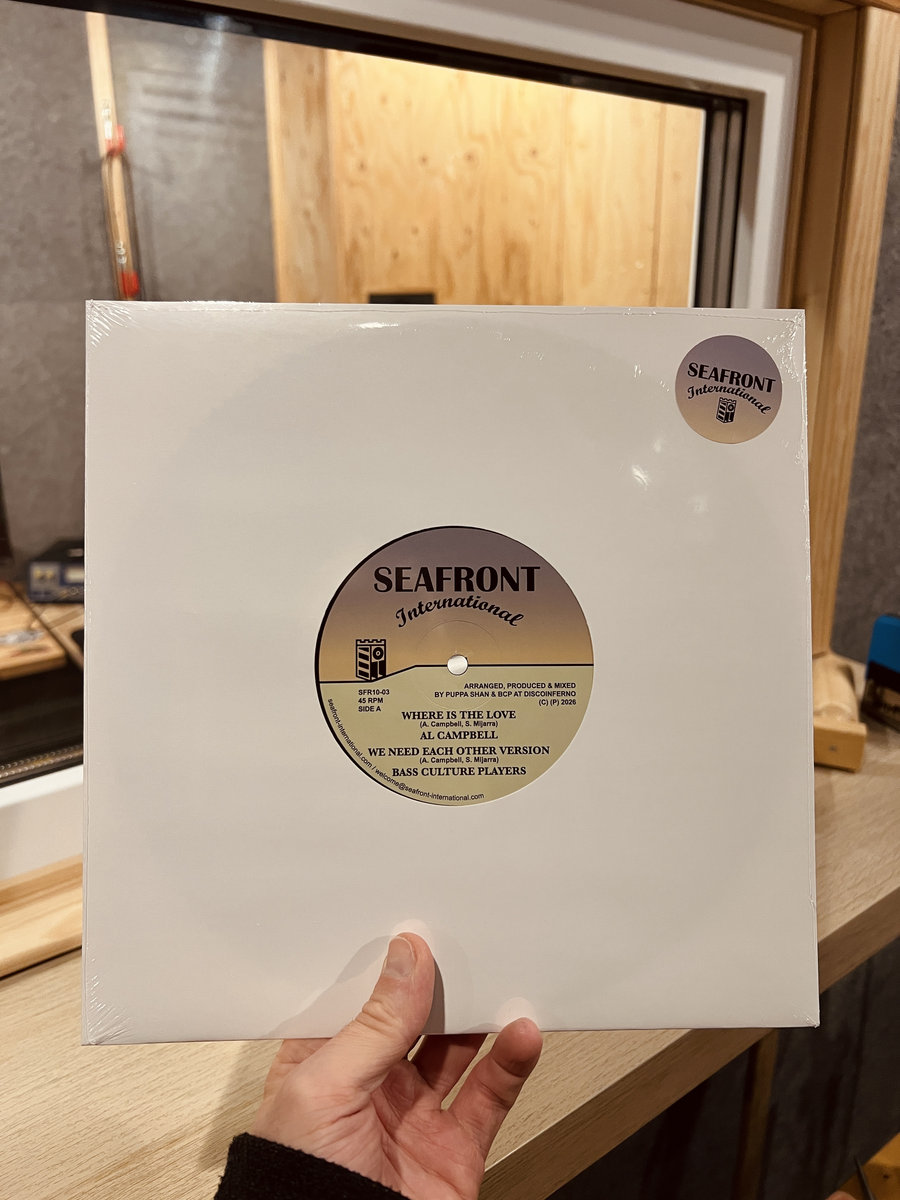 SEAFRONT
International
SEAFRONT
International
SFR10-03
45 RPM
SIDE A
ARRANGED, PRODUCED & MIXED
BY PUPPA SHAN & BCP AT DISCOINFERNO
(C) (P) 2026
WHERE IS THE LOVE
(A. Campbell, S. Mijarra)
AL CAMPBELL
WE NEED EACH OTHER VERSION
(A. Campbell, S. Mijarra)
BASS CULTURE PLAYERS
seafront-international.com / welcome@seafront-international.com